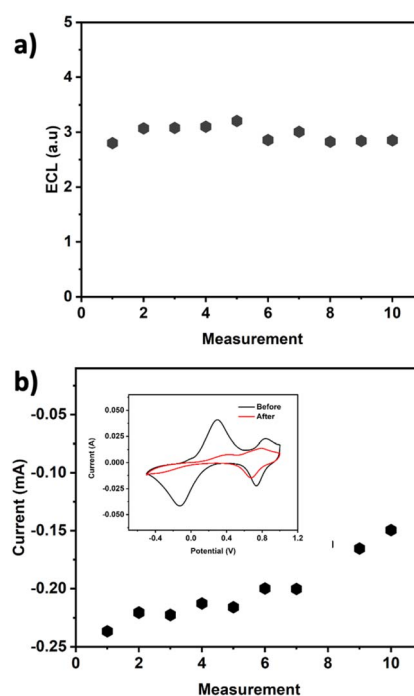 a)
5
4
3
2
1
0
ECL (a.u)
0 2 4 6 8 10
Measurement
b)
-0.05
-0.10
-0.15
-0.20
-0.25
Current (mA)
0.050
0.025
0.000
-0.025
-0.050
Current (A)
Before
After
-0.4 0.0 0.4 0.8 1.2
Potential (V)
0 2 4 6 8 10
Measurement